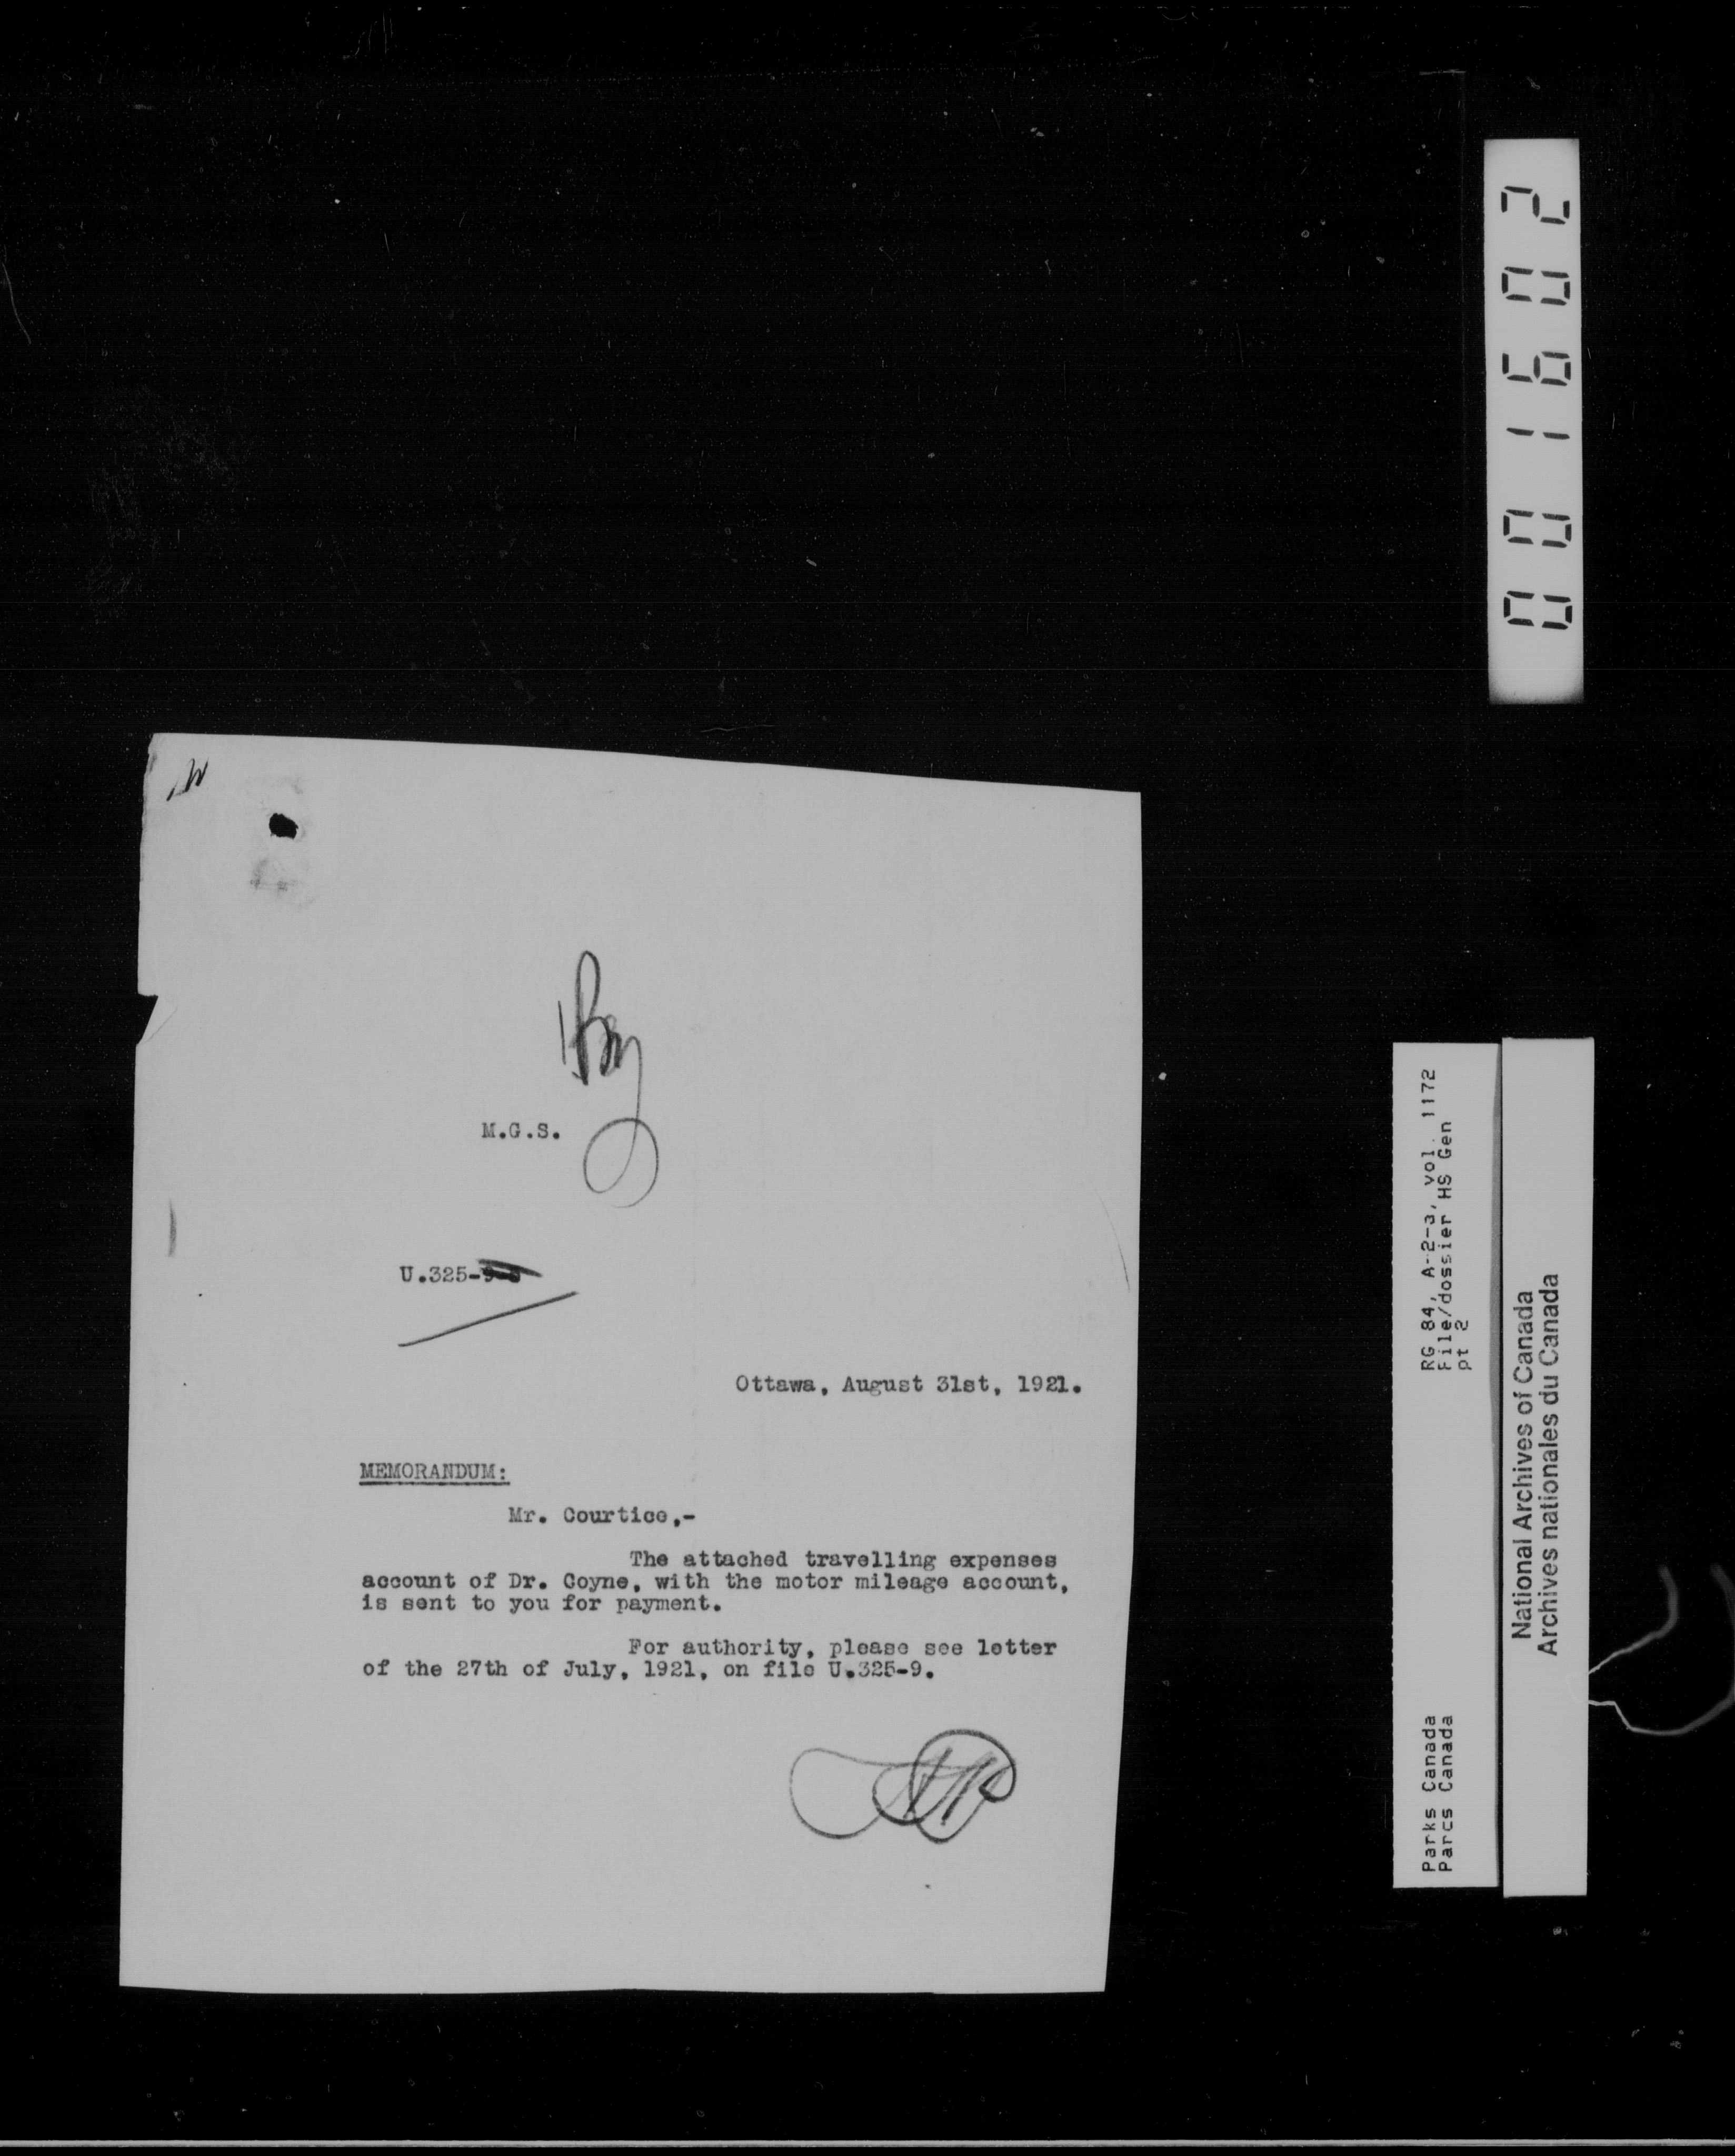 M.G.S.
U.325-
Ottawa, August 31st, 1921.
MEMORANDUM:
Mr. Courtice,-
The attached travelling expenses
account of Dr. Coyne, with the motor mileage account,
is sent to you for payment.
For authority, please see letter
of the 27th of July, 1921, on file U.325-9.
001602
Parks Canada
Parcs Canada
RG 84, A-2-a, vol. 1172
File/dossier HS Gen
pt 2
National Archives of Canada
Archives nationales du Canada